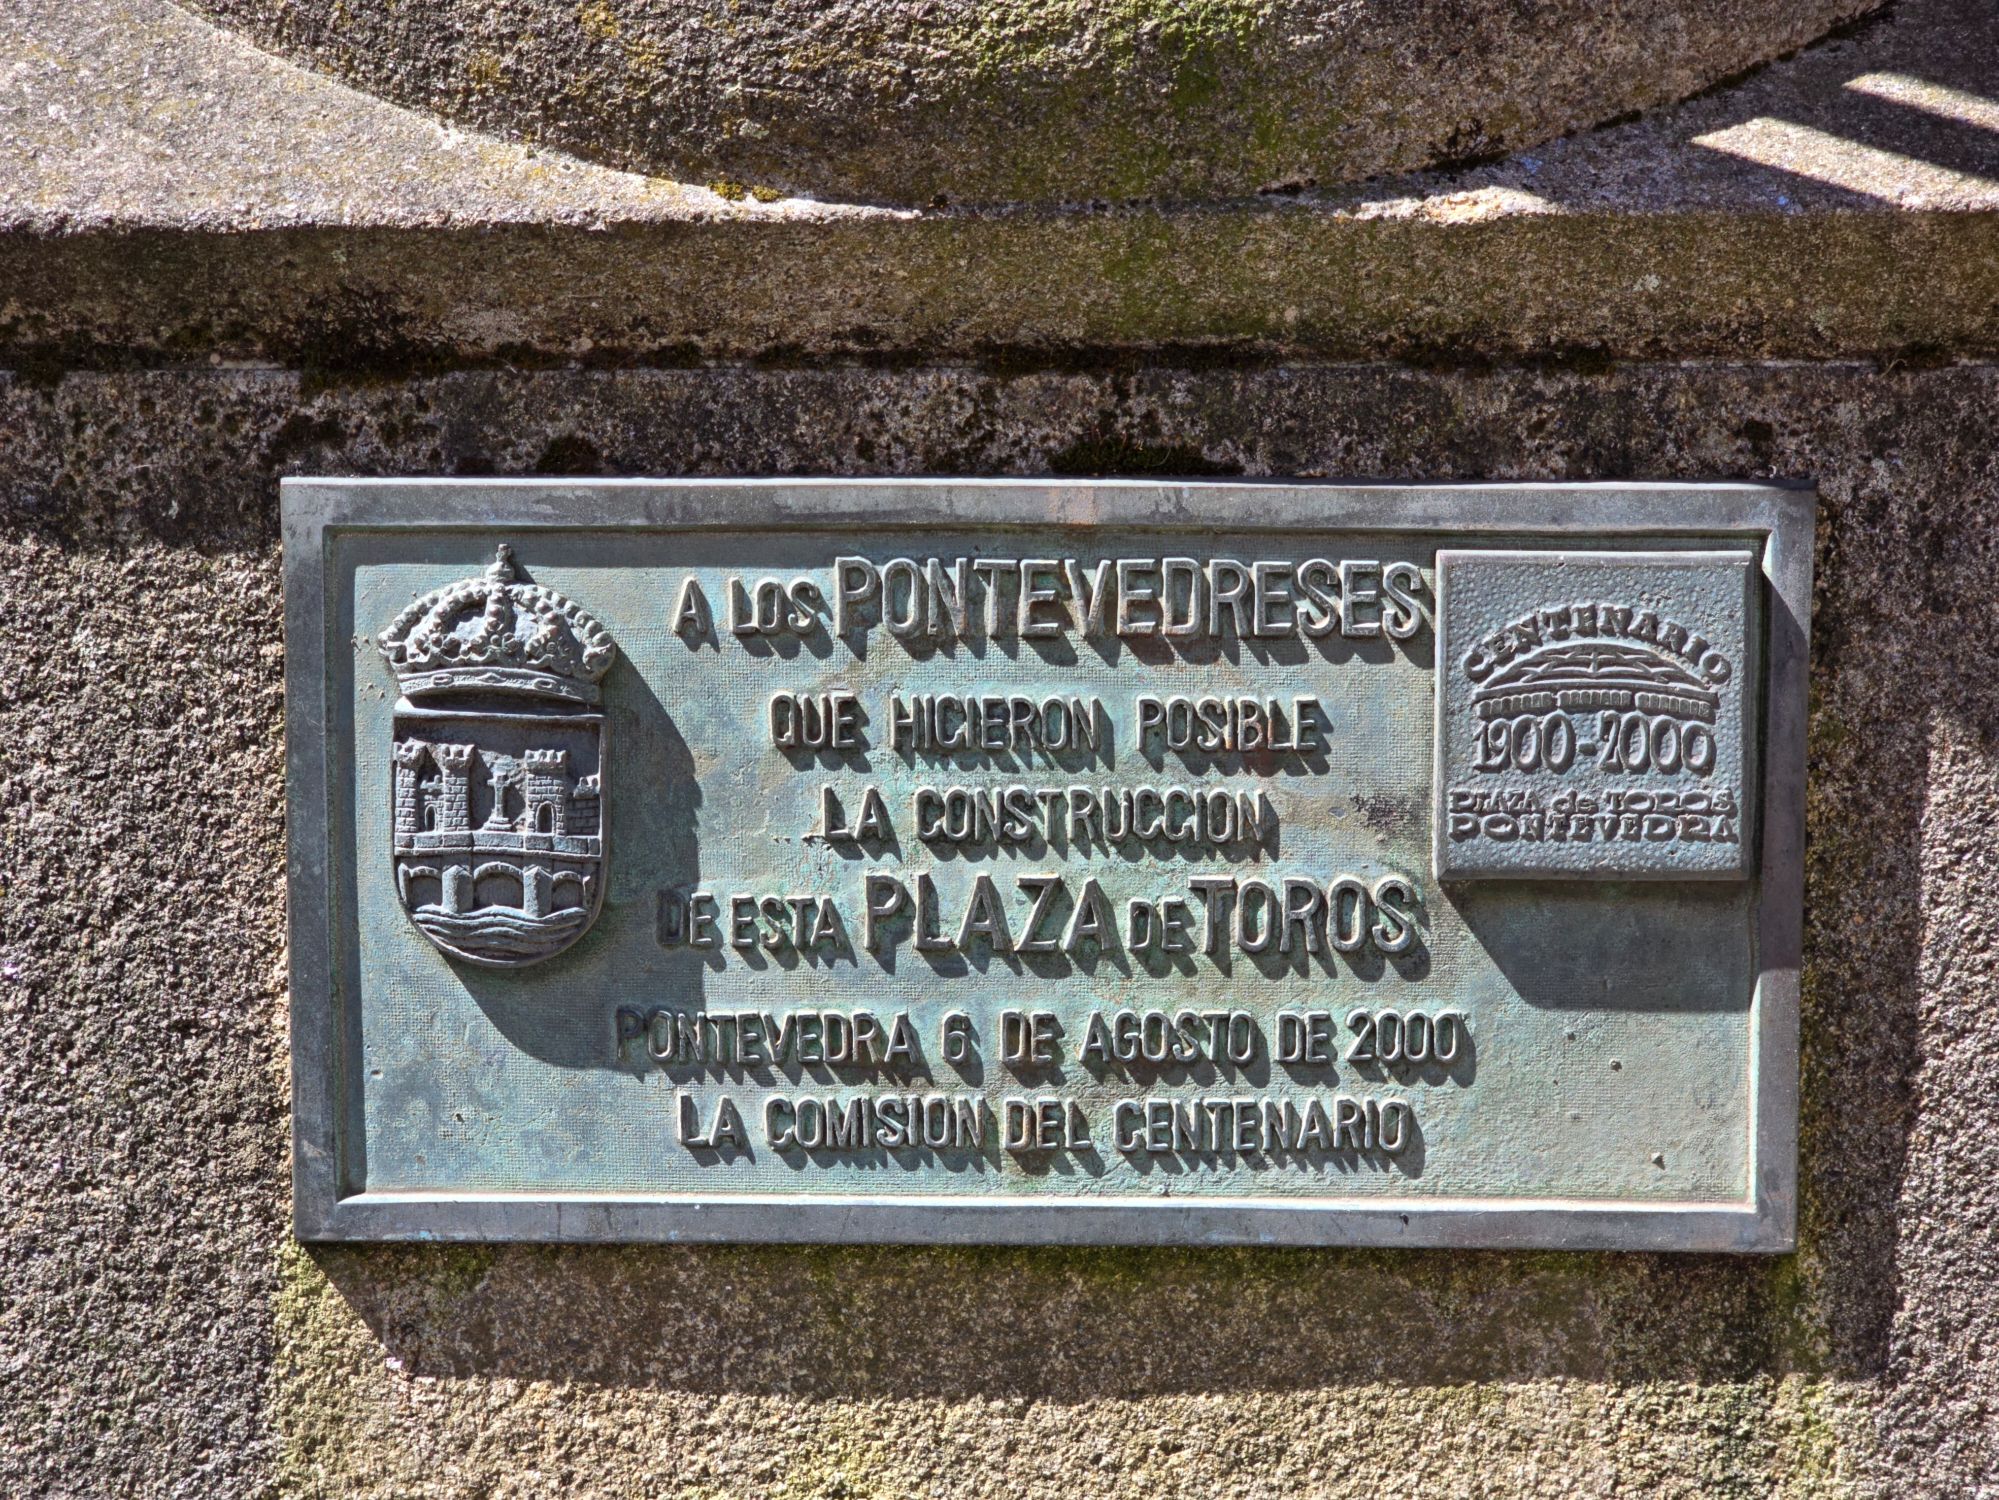 A LOS PONTEVEDRESES
QUE HICIERON POSIBLE
LA CONSTRUCCION
DE ESTA PLAZA DE TOROS
PONTEVEDRA 6 DE AGOSTO DE 2000
LA COMISION DEL CENTENARIO
CENTENARIO
1900-2000
PLAZA de TOROS
PONTEVEDRA